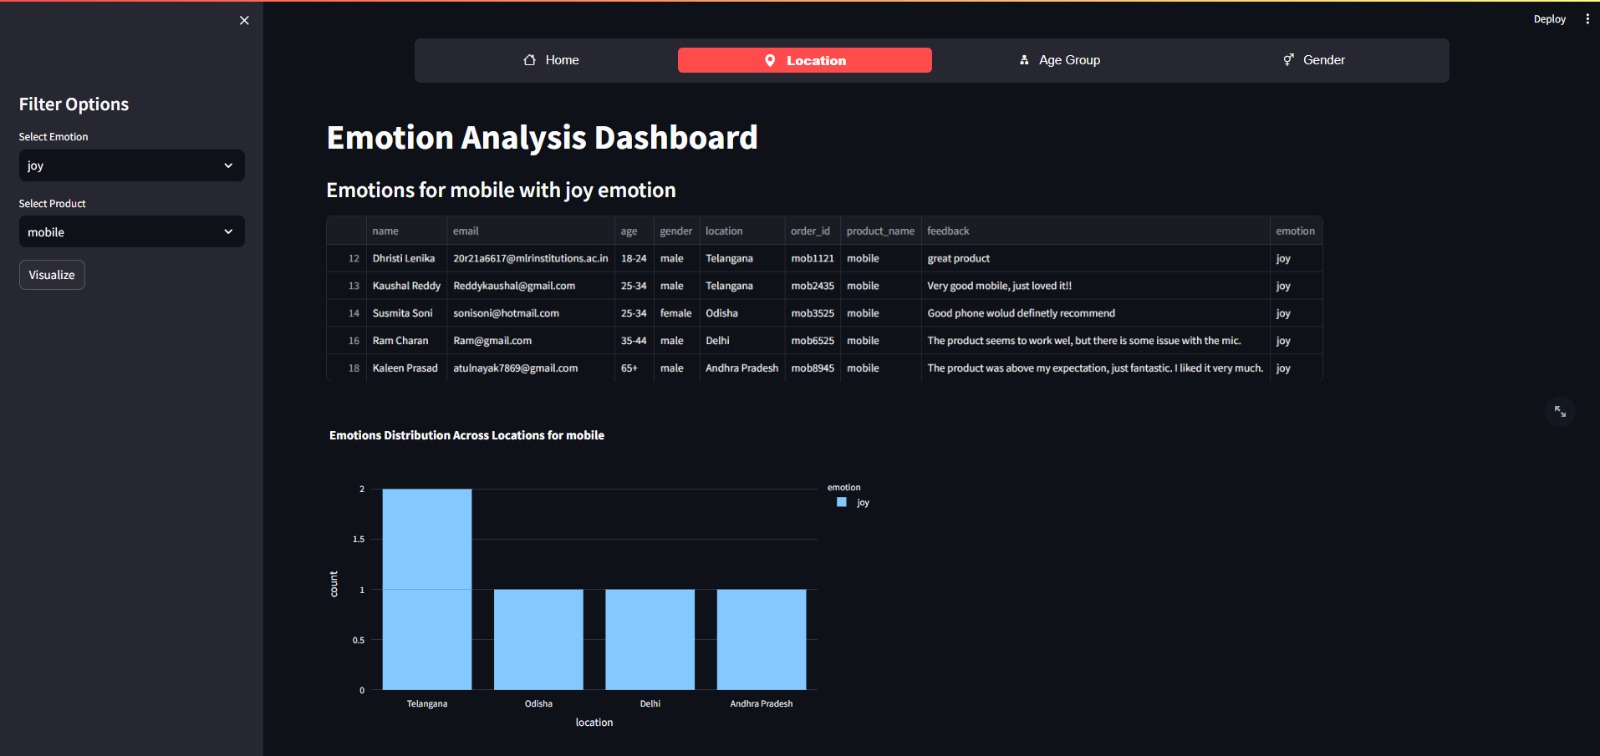 Deploy
Home Location Age Group Gender
Filter Options
Select Emotion
joy
Select Product
mobile
Visualize
Emotion Analysis Dashboard
Emotions for mobile with joy emotion
name email age gender location order_id product_name feedback emotion
12 Dhristi Lenika 20r21a6617@mlrinstitutions.ac.in 18-24 male Telangana mob1121 mobile great product joy
13 Kaushal Reddy Reddykaushal@gmail.com 25-34 male Telangana mob2435 mobile Very good mobile, just loved it!! joy
14 Susmita Soni sonisoni@hotmail.com 25-34 female Odisha mob3525 mobile Good phone wolud definetly recommend joy
16 Ram Charan Ram@gmail.com 35-44 male Delhi mob6525 mobile The product seems to work wel, but there is some issue with the mic. joy
18 Kaleen Prasad atulnayak7869@gmail.com 65+ male Andhra Pradesh mob8945 mobile The product was above my expectation, just fantastic. I liked it very much. joy
Emotions Distribution Across Locations for mobile
emotion
joy
2
1.5
1
0.5
0
count
Telangana Odisha Delhi Andhra Pradesh
location